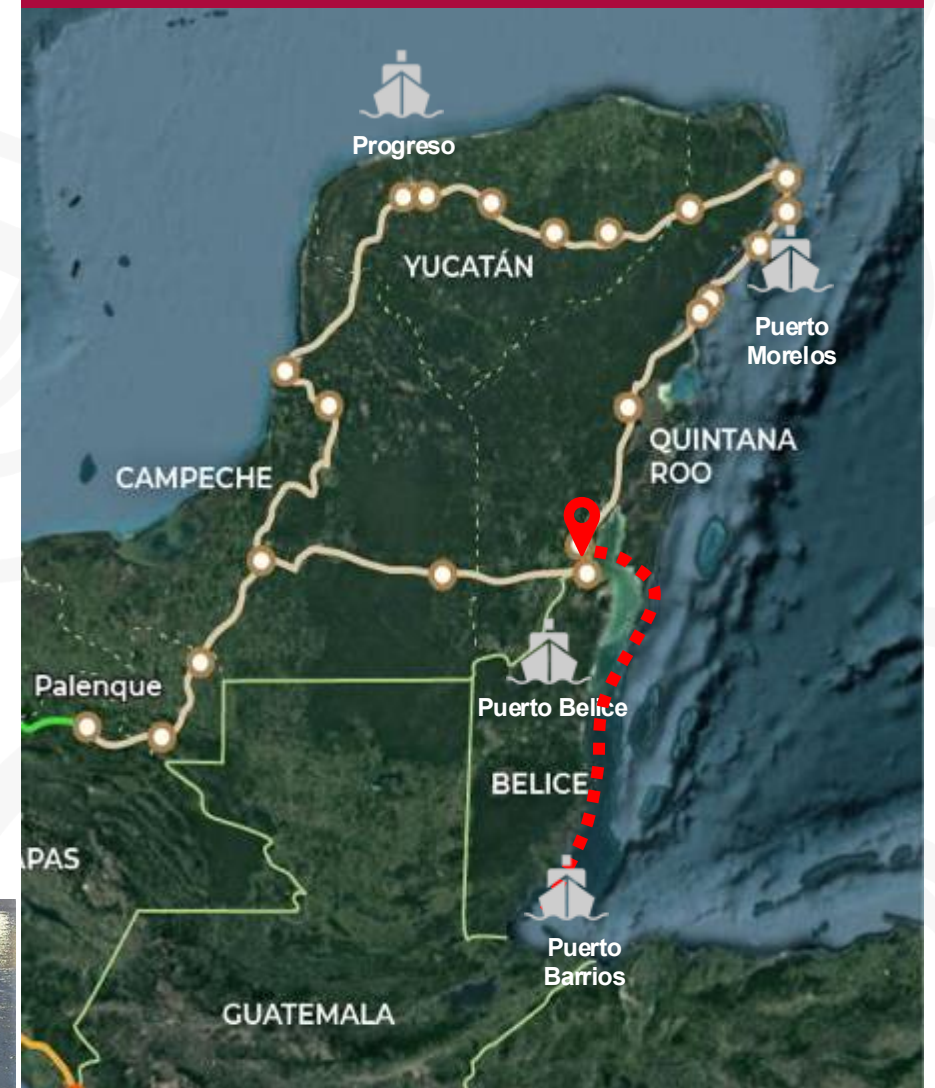 Progreso
YUCATÁN
Puerto
Morelos
QUINTANA
ROO
CAMPECHE
Palenque
Puerto Belice
BELICE
APAS
Puerto
Barrios
GUATEMALA